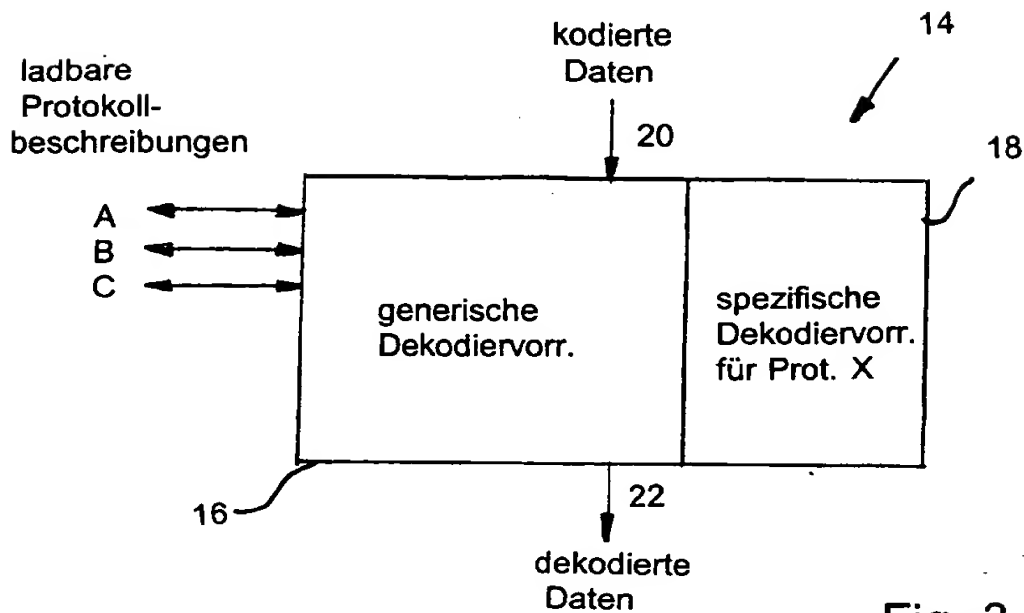 kodierte
Daten
14
ladbare
Protokoll-
beschreibungen
20
18
A
B
C
generische
Dekodiervorr.
spezifische
Dekodiervorr.
für Prot. X
16
22
dekodierte
Daten